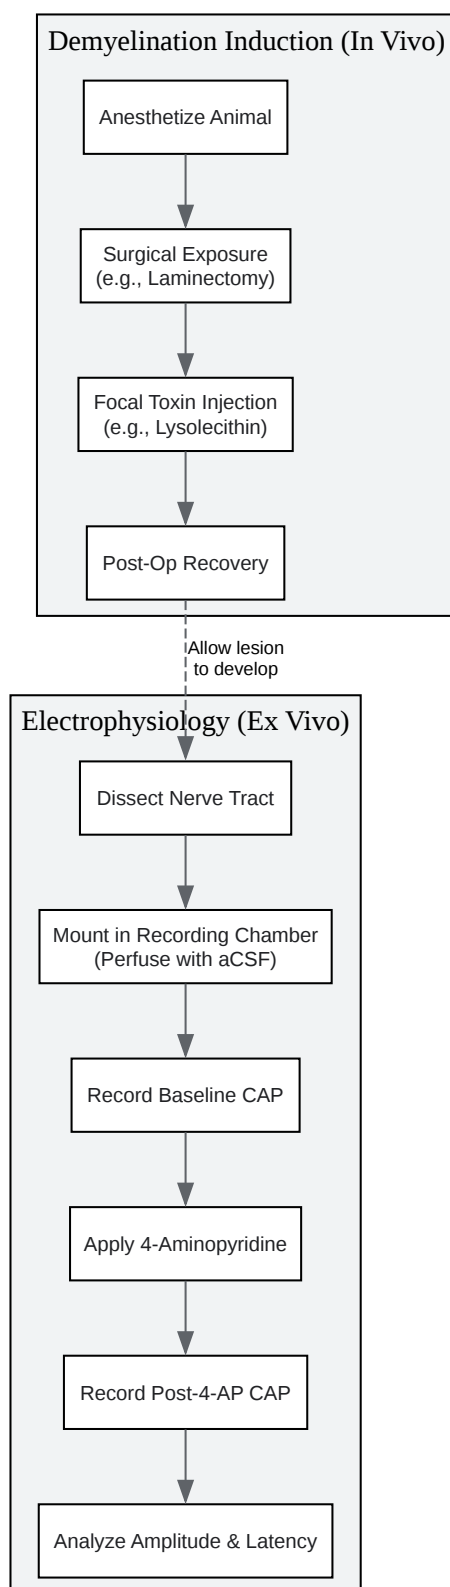 Demyelination Induction (In Vivo)
Anesthetize Animal
Surgical Exposure
(e.g., Laminectomy)
Focal Toxin Injection
(e.g., Lysolecithin)
Post-Op Recovery
Allow lesion
to develop
Electrophysiology (Ex Vivo)
Dissect Nerve Tract
Mount in Recording Chamber
(Perfuse with aCSF)
Record Baseline CAP
Apply 4-Aminopyridine
Record Post-4-AP CAP
Analyze Amplitude & Latency